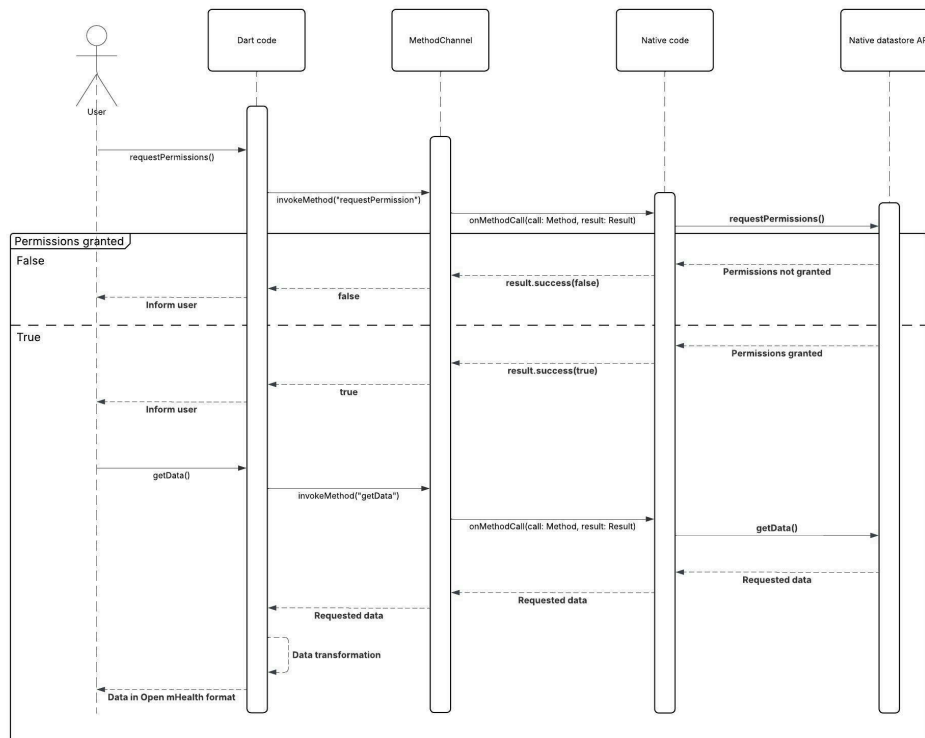 Dart code
MethodChannel
Native code
Native datastore AP
User
requestPermissions()
invokeMethod("requestPermission")
onMethodCall(call: Method, result: Result)
requestPermissions()
Permissions granted
False
Permissions not granted
result.success(false)
false
Inform user
True
Permissions granted
result.success(true)
true
Inform user
getData()
invokeMethod("getData")
onMethodCall(call: Method, result: Result)
getData()
Requested data
Requested data
Requested data
Data transformation
Data in Open mHealth format